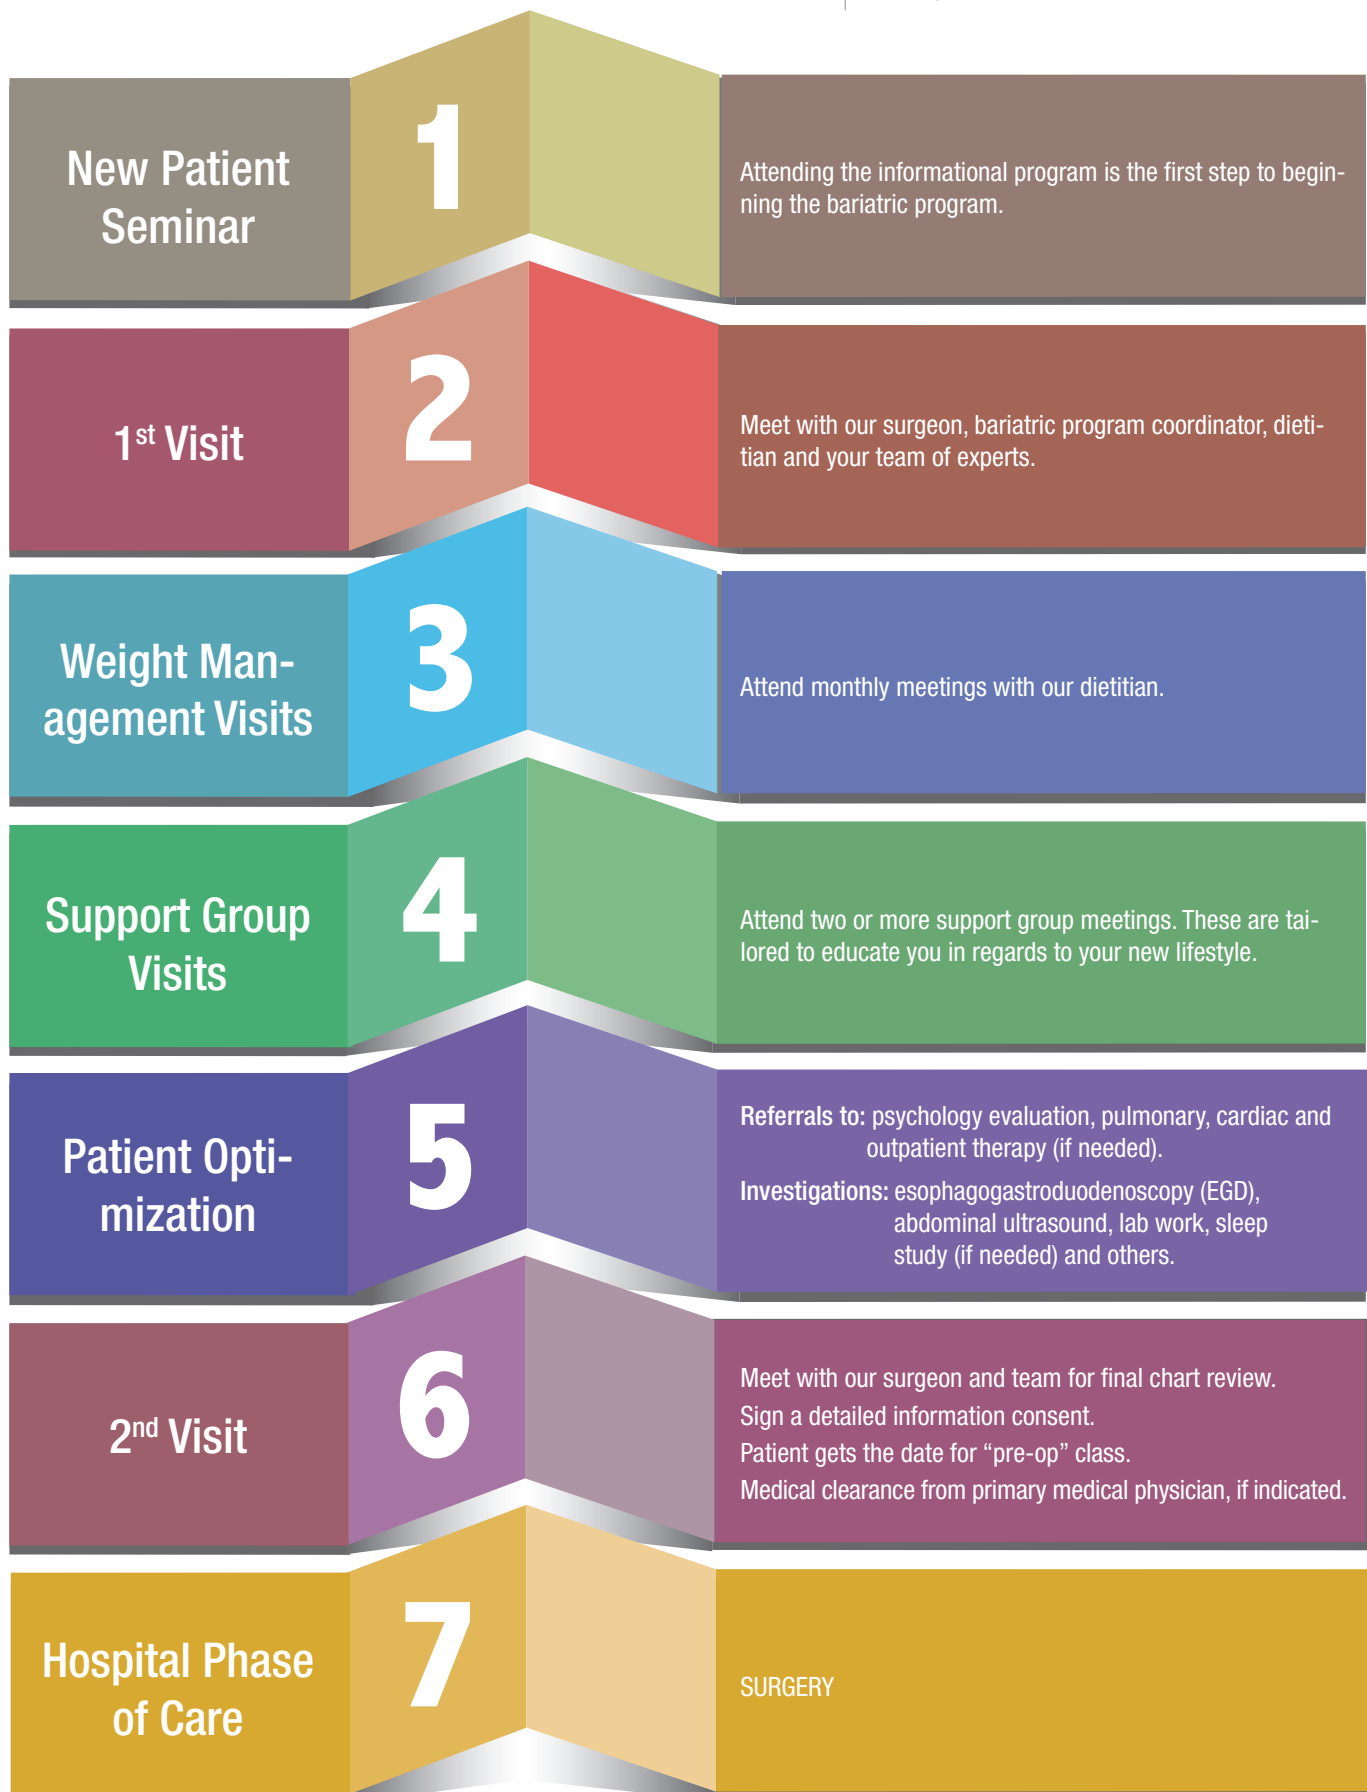 New Patient
Seminar
1
Attending the informational program is the first step to begin-
ning the bariatric program.
1st Visit
2
Meet with our surgeon, bariatric program coordinator, dieti-
tian and your team of experts.
Weight Man-
agement Visits
3
Attend monthly meetings with our dietitian.
Support Group
Visits
4
Attend two or more support group meetings. These are tai-
lored to educate you in regards to your new lifestyle.
Patient Opti-
mization
5
Referrals to: psychology evaluation, pulmonary, cardiac and
outpatient therapy (if needed).
Investigations: esophagogastroduodenoscopy (EGD),
abdominal ultrasound, lab work, sleep
study (if needed) and others.
2nd Visit
6
Meet with our surgeon and team for final chart review.
Sign a detailed information consent.
Patient gets the date for “pre-op” class.
Medical clearance from primary medical physician, if indicated.
Hospital Phase
of Care
7
SURGERY